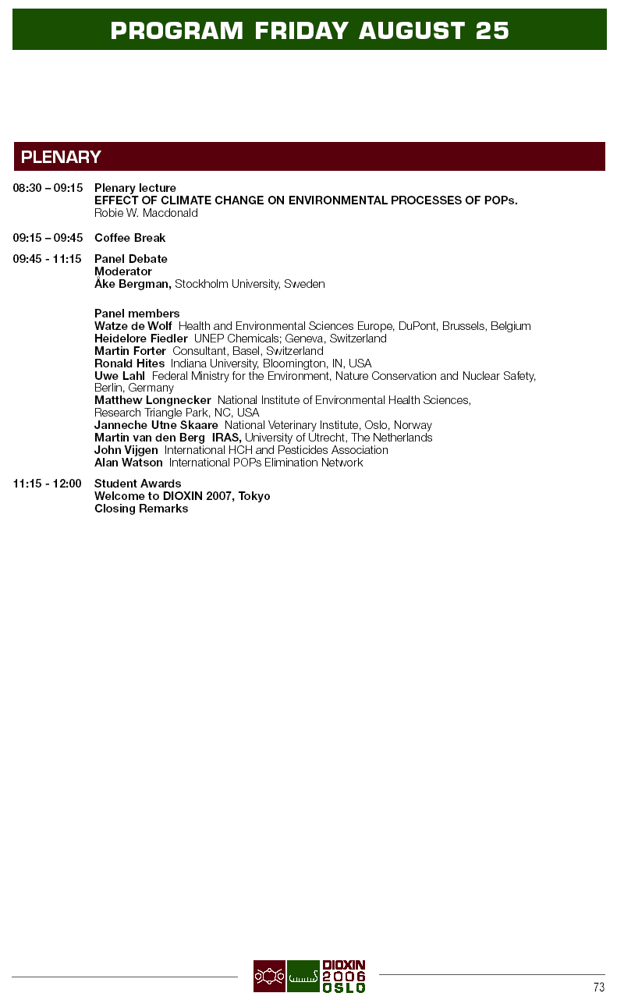 PROGRAM FRIDAY AUGUST 25
PLENARY
08:30 – 09:15 Plenary lecture
EFFECT OF CLIMATE CHANGE ON ENVIRONMENTAL PROCESSES OF POPs.
Robie W. Macdonald
09:15 – 09:45 Coffee Break
09:45 - 11:15 Panel Debate
Moderator
Åke Bergman, Stockholm University, Sweden
Panel members
Watze de Wolf Health and Environmental Sciences Europe, DuPont, Brussels, Belgium
Heidelore Fiedler UNEP Chemicals; Geneva, Switzerland
Martin Forter Consultant, Basel, Switzerland
Ronald Hites Indiana University, Bloomington, IN, USA
Uwe Lahl Federal Ministry for the Environment, Nature Conservation and Nuclear Safety,
Berlin, Germany
Matthew Longnecker National Institute of Environmental Health Sciences,
Research Triangle Park, NC, USA
Janneche Utne Skaare National Veterinary Institute, Oslo, Norway
Martin van den Berg IRAS, University of Utrecht, The Netherlands
John Vijgen International HCH and Pesticides Association
Alan Watson International POPs Elimination Network
11:15 - 12:00 Student Awards
Welcome to DIOXIN 2007, Tokyo
Closing Remarks
DIOXIN
2006
OSLO
73